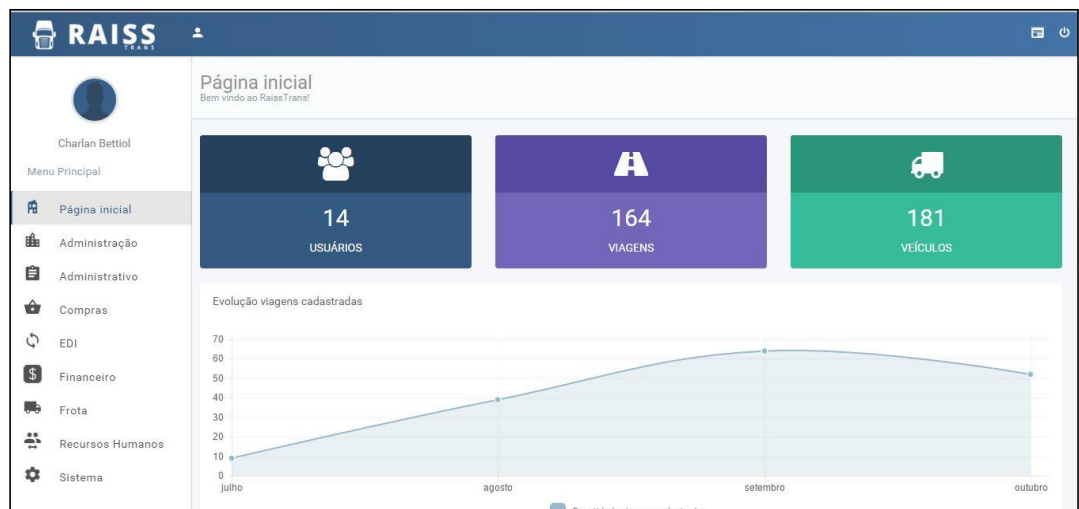 RAISS
TRANS
Charlan Bettiol
Menu Principal
Página inicial
Administração
Administrativo
Compras
EDI
Financeiro
Frota
Recursos Humanos
Sistema
Página inicial
Bem vindo ao RaissTrans!
14
USUÁRIOS
164
VIAGENS
181
VEÍCULOS
Evolução viagens cadastradas
70
60
50
40
30
20
10
0
julho agosto setembro outubro